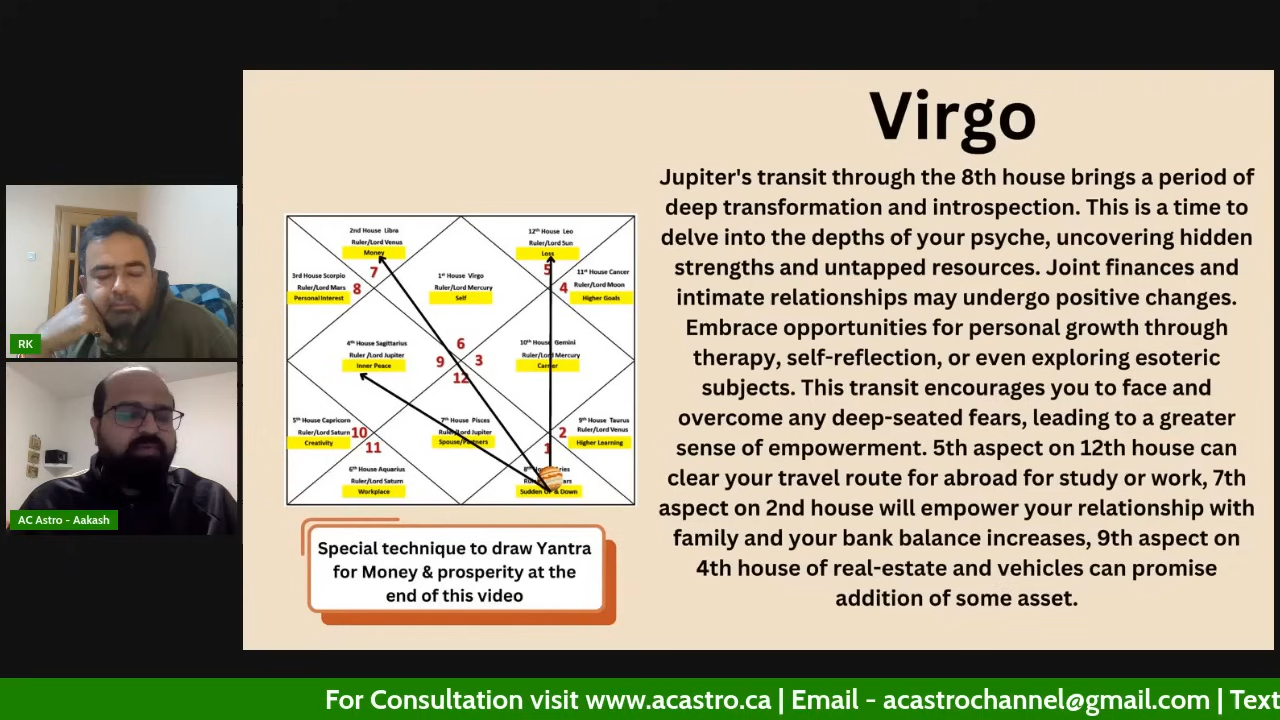 Virgo
Jupiter's transit through the 8th house brings a period of
deep transformation and introspection. This is a time to
delve into the depths of your psyche, uncovering hidden
strengths and untapped resources. Joint finances and
intimate relationships may undergo positive changes.
Embrace opportunities for personal growth through
therapy, self-reflection, or even exploring esoteric
subjects. This transit encourages you to face and
overcome any deep-seated fears, leading to a greater
sense of empowerment. 5th aspect on 12th house can
clear your travel route for abroad for study or work, 7th
aspect on 2nd house will empower your relationship with
family and your bank balance increases, 9th aspect on
4th house of real-estate and vehicles can promise
addition of some asset.
2nd House Libra
Ruler/Lord Venus
Money
7
12th House Leo
Ruler/Lord Sun
Loss
5
3rd House Scorpio
Ruler/Lord Mars
Personal Interest
8
1st House Virgo
Ruler/Lord Mercury
Self
11th House Cancer
Ruler/Lord Moon
Higher Goals
4
4th House Sagittarius
Ruler/Lord Jupiter
Inner Peace
6
9
3
12
10th House Gemini
Ruler/Lord Mercury
Career
5th House Capricorn
Ruler/Lord Saturn
Creativity
10
11
7th House Pisces
Ruler/Lord Jupiter
Spouse/Partners
9th House Taurus
Ruler/Lord Venus
Higher Learning
2
1
6th House Aquarius
Ruler/Lord Saturn
Workplace
8th
Sudden Up & Down
Special technique to draw Yantra
for Money & prosperity at the
end of this video
RK
AC Astro - Aakash
For Consultation visit www.acastro.ca | Email - acastrochannel@gmail.com | Text